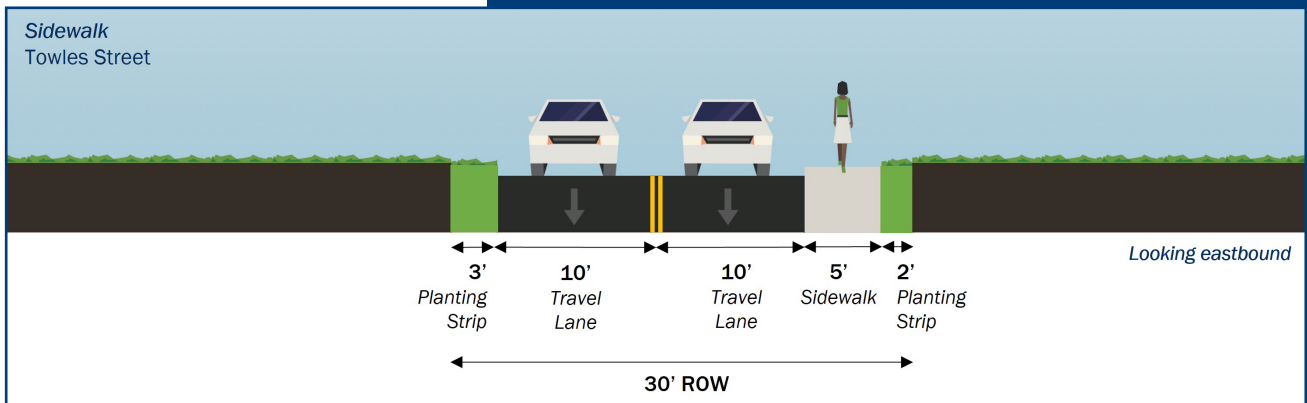 Sidewalk
Towles Street
Looking eastbound
3’ 10’ 10’ 5’ 2’
Planting Travel Travel Sidewalk Planting
Strip Lane Lane Strip
30’ ROW